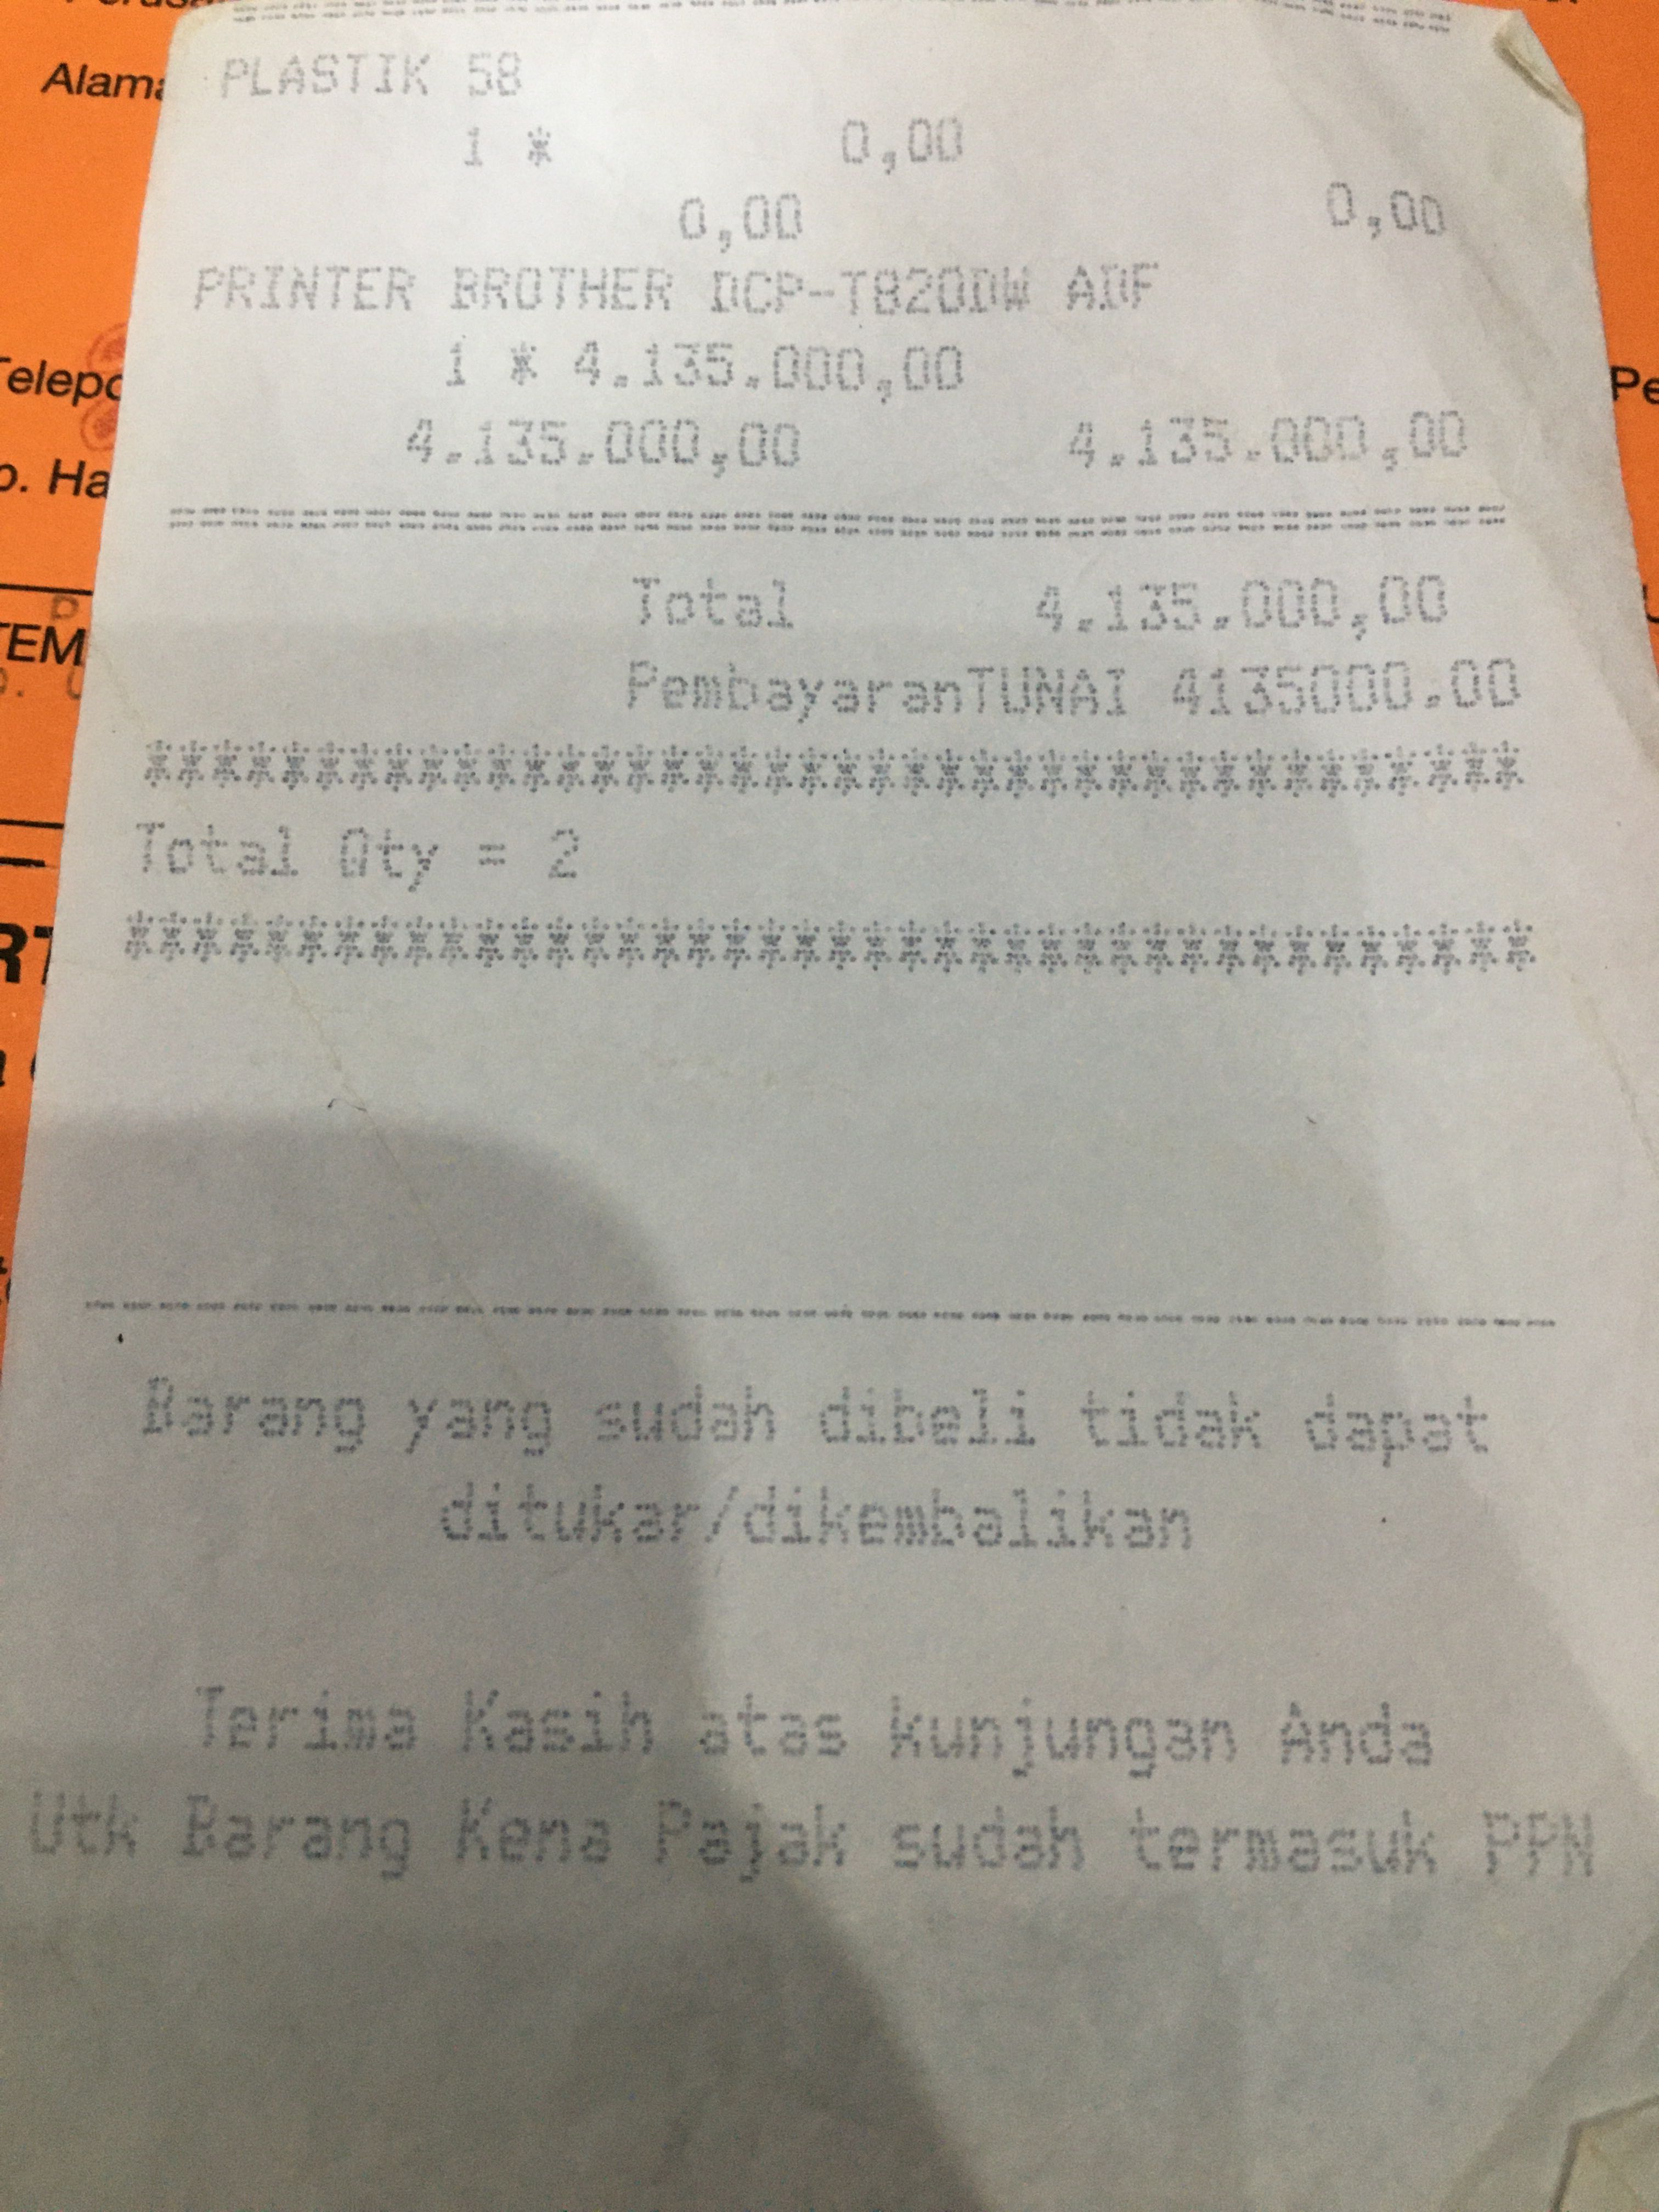 Alama
PLASTIK 58
1 * 0,00
0,00 0,00
PRINTER BROTHER DCP-T820DW ADF
1 * 4.135.000,00
4.135.000,00 4.135.000,00
Total 4.135.000,00
PembayaranTUNAI 4135000.00
***************************************
Total Qty = 2
***************************************
Barang yang sudah dibeli tidak dapat
ditukar/dikembalikan
Terima Kasih atas kunjungan Anda
Utk Barang Kena Pajak sudah termasuk PPN